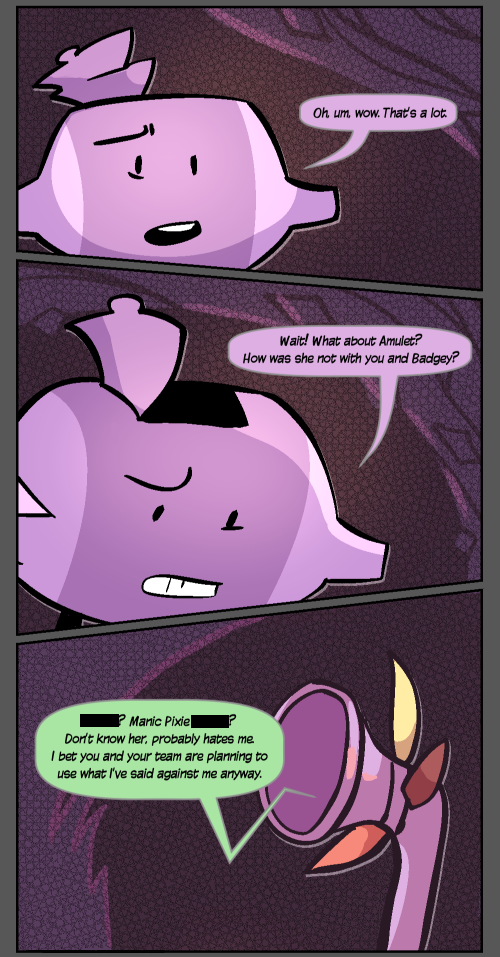 Oh, um, wow. That's a lot.
Wait! What about Amulet?
How was she not with you and Badgey?
? Manic Pixie ?
Don't know her, probably hates me.
I bet you and your team are planning to
use what I've said against me anyway.